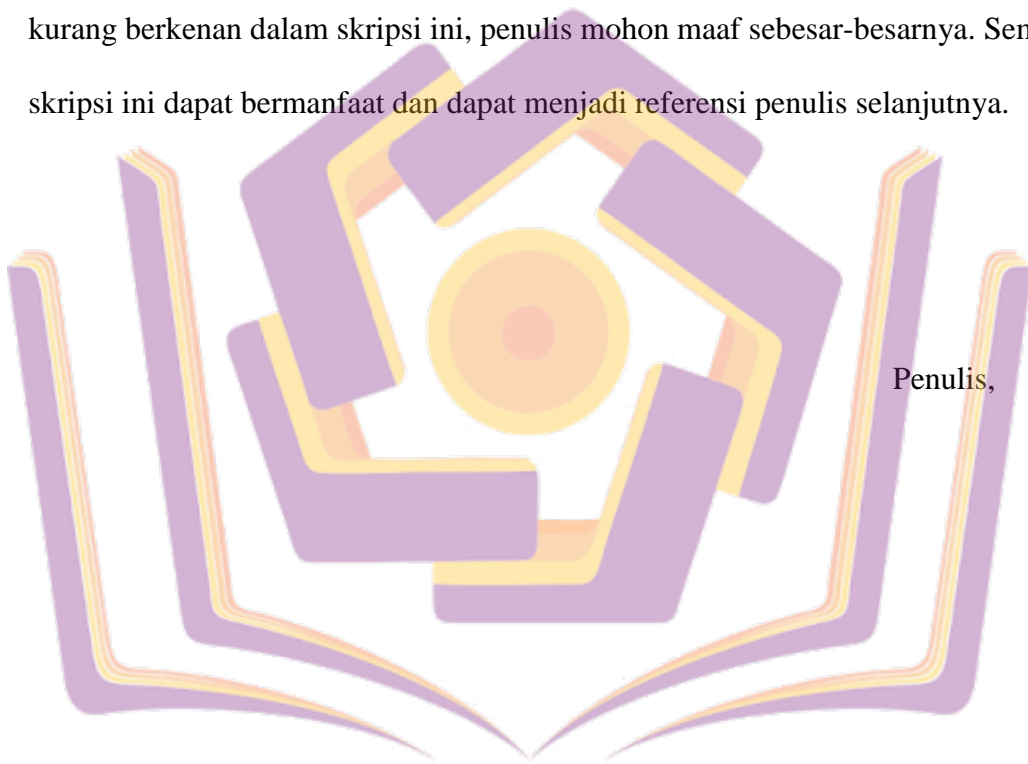 kurang berkenan dalam skripsi ini, penulis mohon maaf sebesar-besarnya.
skripsi ini dapat bermanfaat dan dapat menjadi referensi penulis selanjutnya.
Penulis,